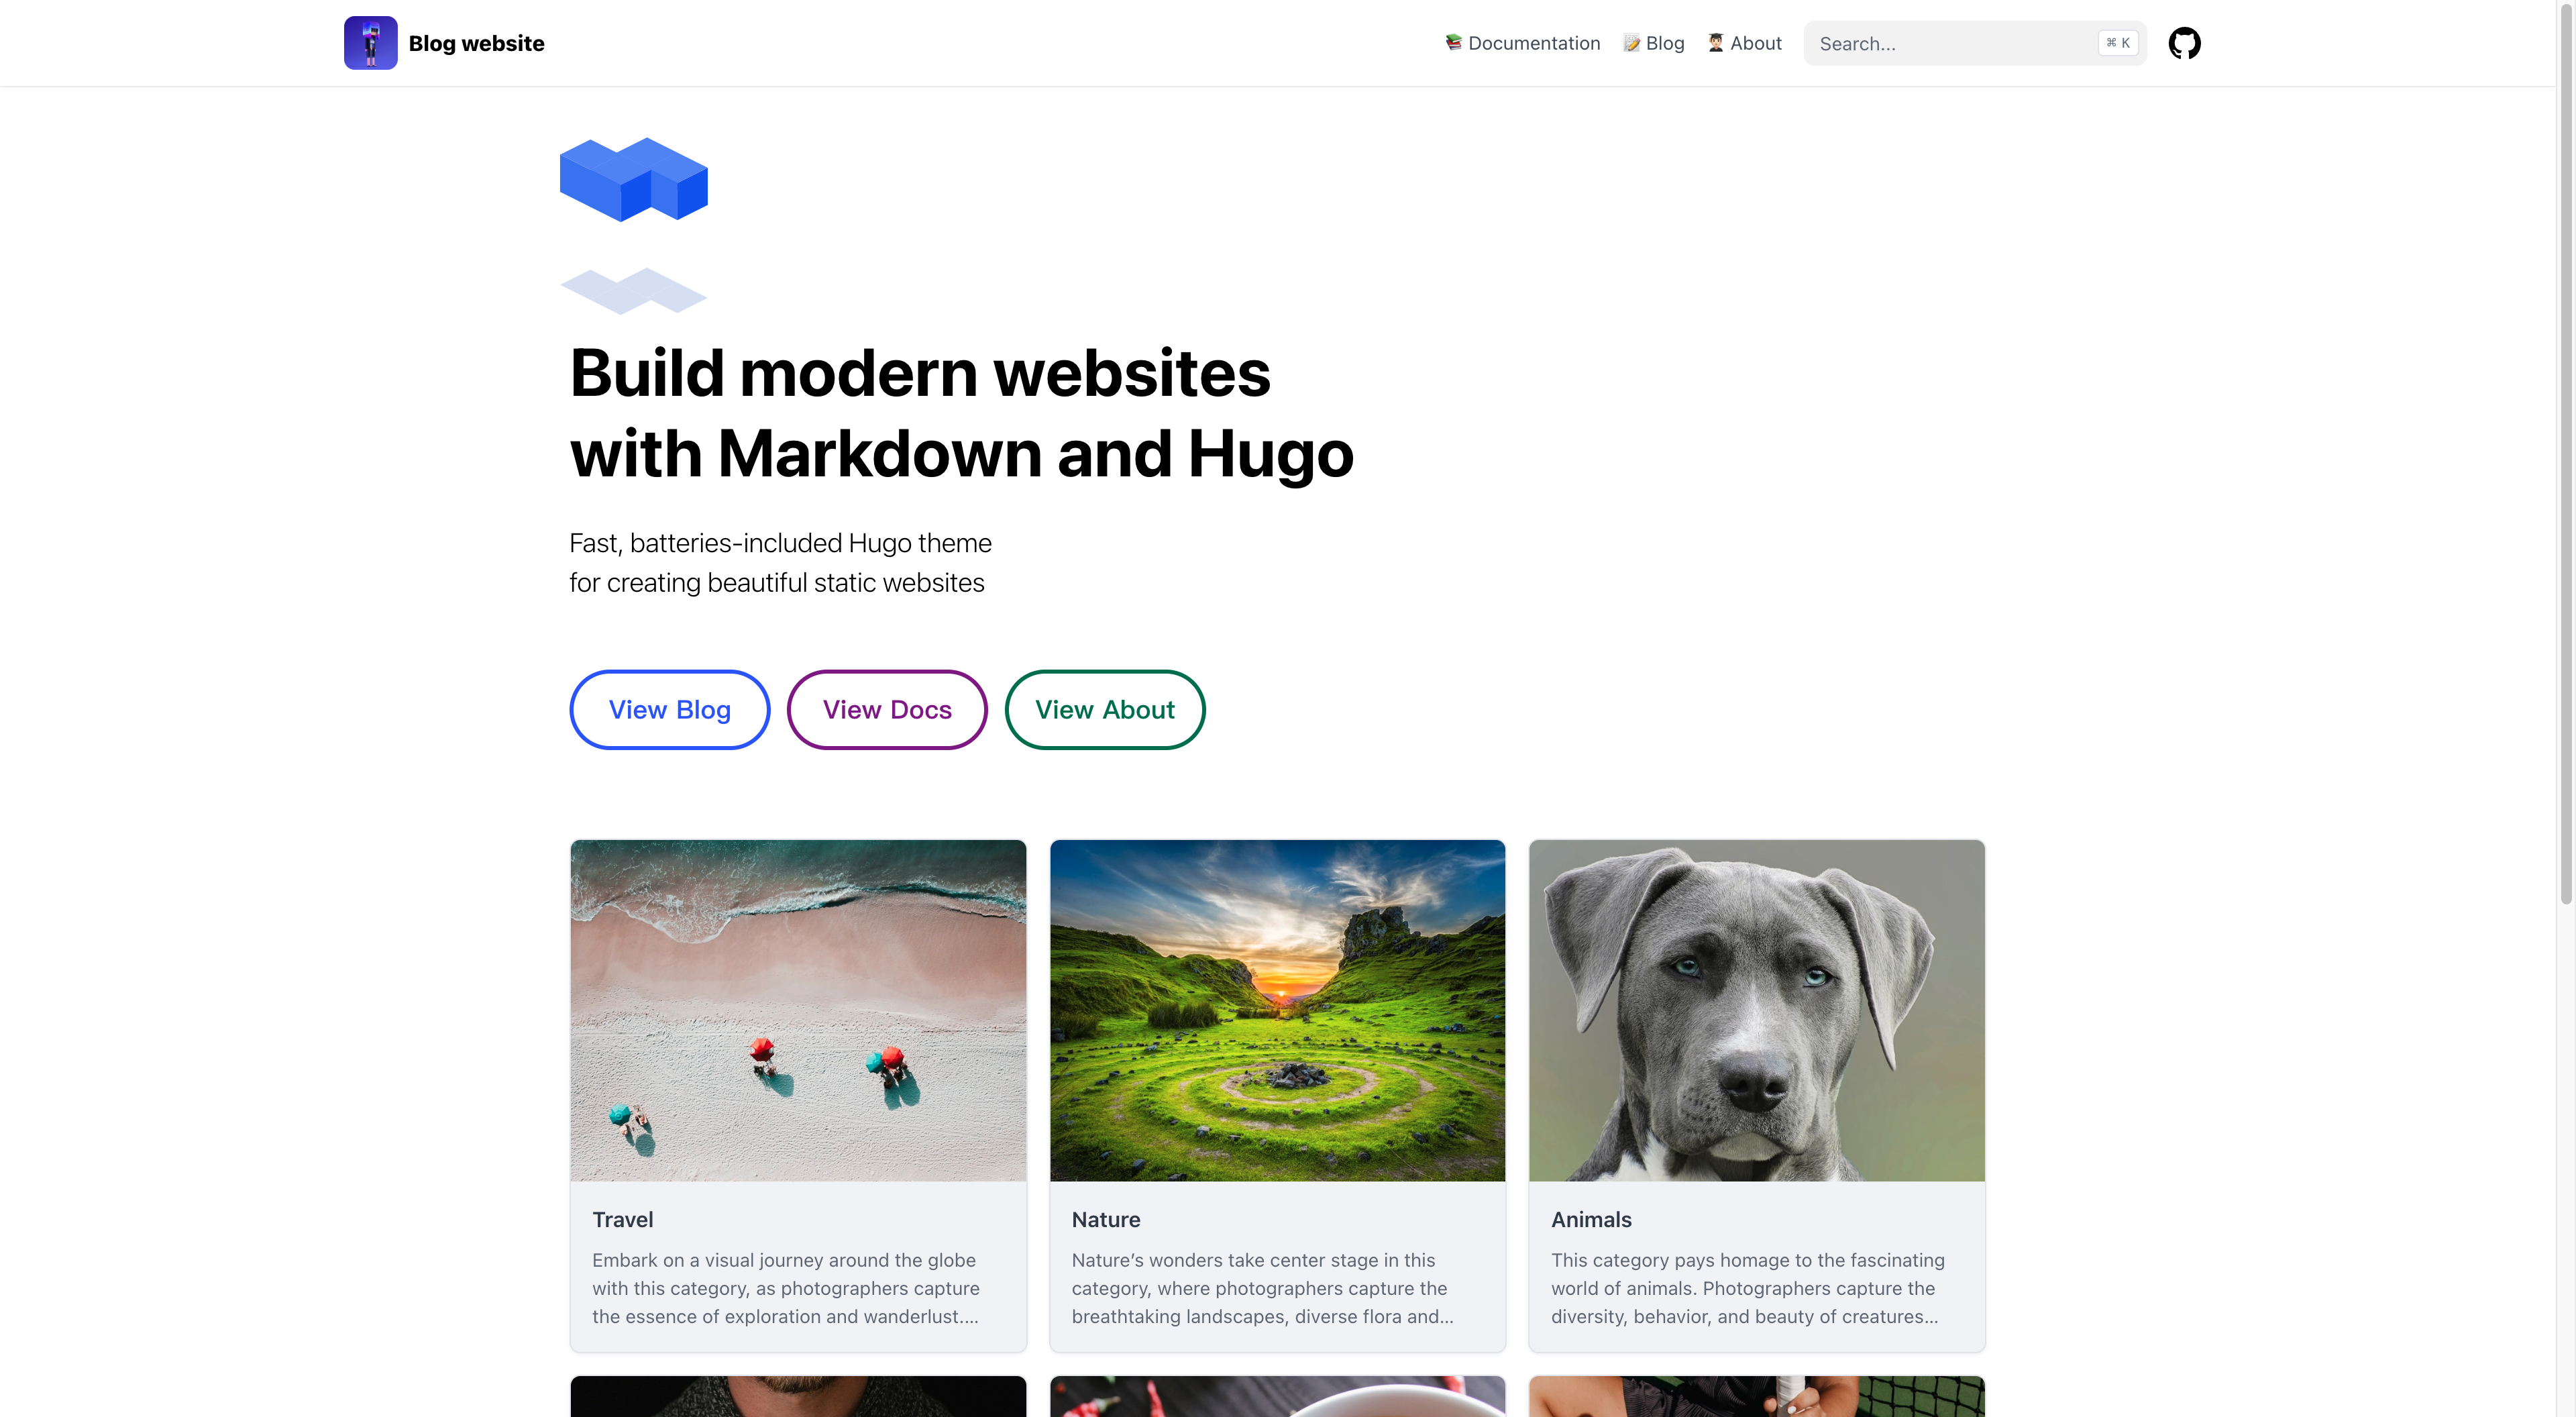 Blog website
📚 Documentation
📝 Blog
👨🏻‍🎓 About
Search...
⌘ K
Build modern websites
with Markdown and Hugo
Fast, batteries-included Hugo theme
for creating beautiful static websites
View Blog
View Docs
View About
Travel
Embark on a visual journey around the globe
with this category, as photographers capture
the essence of exploration and wanderlust....
Nature
Nature’s wonders take center stage in this
category, where photographers capture the
breathtaking landscapes, diverse flora and...
Animals
This category pays homage to the fascinating
world of animals. Photographers capture the
diversity, behavior, and beauty of creatures...